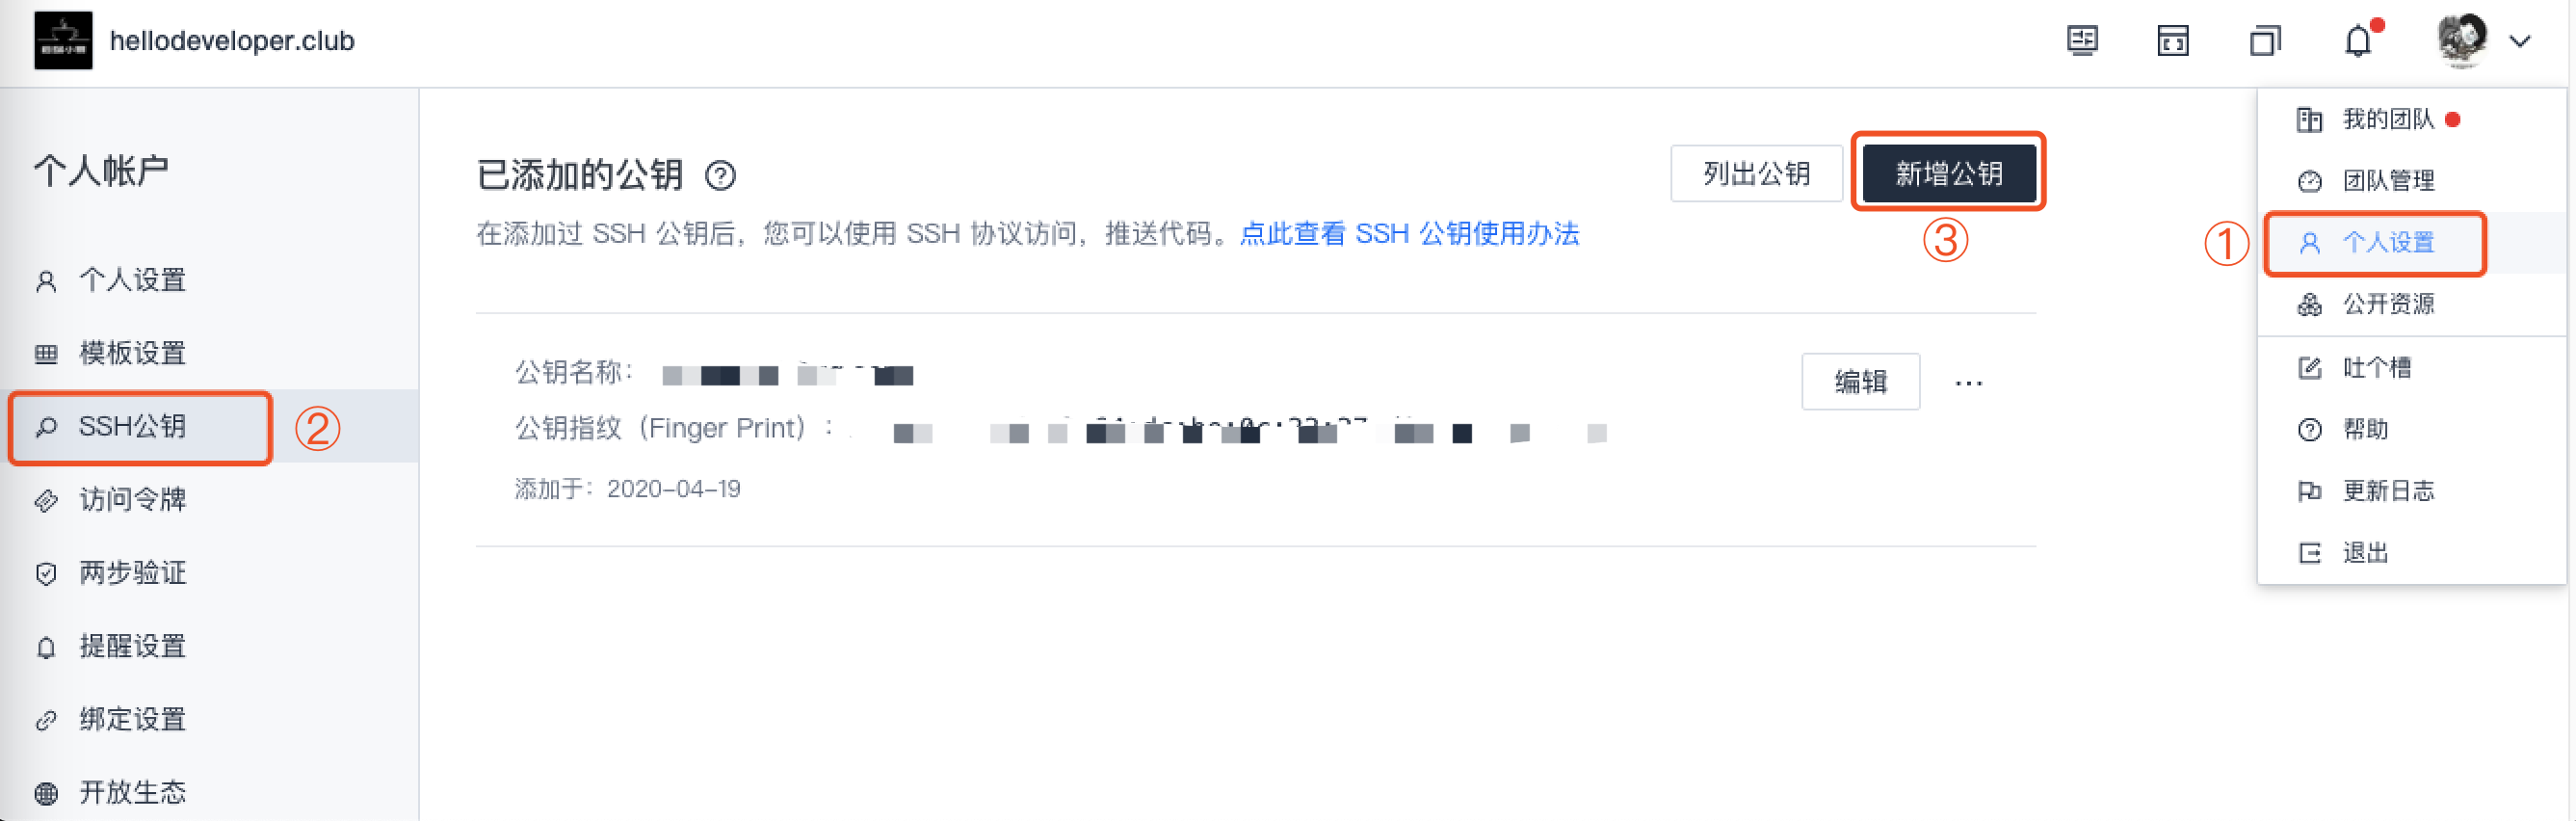 hellodeveloper.club
个人帐户
个人设置
模板设置
SSH公钥
②
访问令牌
两步验证
提醒设置
绑定设置
开放生态
已添加的公钥
列出公钥
新增公钥
③
在添加过 SSH 公钥后，您可以使用 SSH 协议访问，推送代码。点此查看 SSH 公钥使用办法
公钥名称：
编辑
...
公钥指纹（Finger Print）：
添加于：2020-04-19
我的团队
团队管理
①
个人设置
公开资源
吐个槽
帮助
更新日志
退出